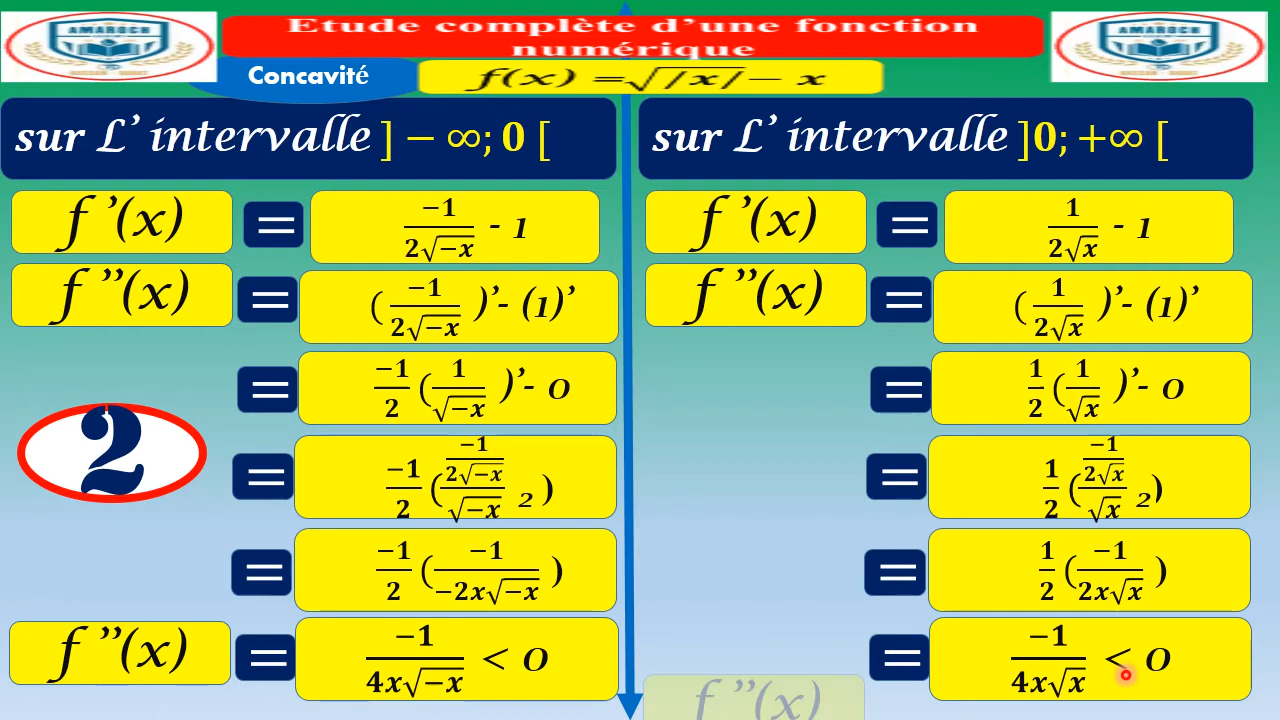 AMAROCH
Etude complète d'une fonction
numérique
AMAROCH
Concavité
f(x) =√|x| − x
sur L' intervalle ] − ∞; 0 [
f '(x) = −1/(2√−x) - 1
f ''(x) = (−1/(2√−x))'- (1)'
= −1/2 (1/√−x)'- 0
= −1/2 ((−1/(2√−x))/√−x ²)
= −1/2 (−1/(−2x√−x))
f ''(x) = −1/(4x√−x) < 0
2
sur L' intervalle ]0; +∞ [
f '(x) = 1/(2√x) - 1
f ''(x) = (1/(2√x))'- (1)'
= 1/2 (1/√x)'- 0
= 1/2 ((−1/(2√x))/√x ²)
= 1/2 (−1/(2x√x))
= −1/(4x√x) < 0
f ''(x)